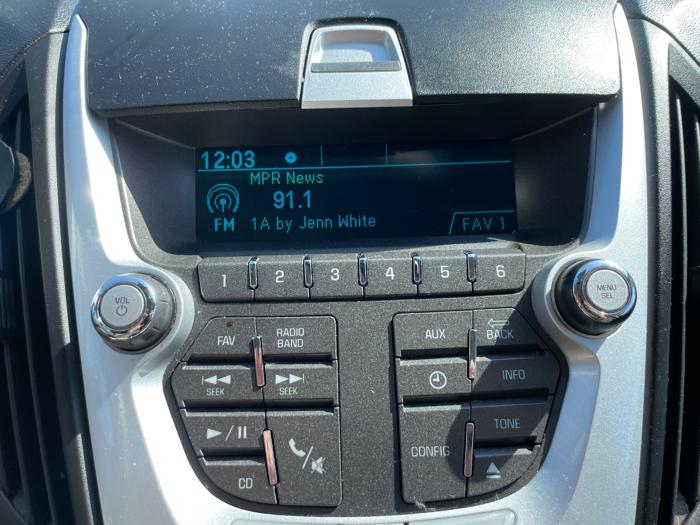 12:03
MPR News
91.1
FM 1A by Jenn White
FAV 1
1 2 3 4 5 6
VOL
MENU
SEL
FAV
RADIO
BAND
AUX
BACK
SEEK
SEEK
INFO
CD
CONFIG
TONE